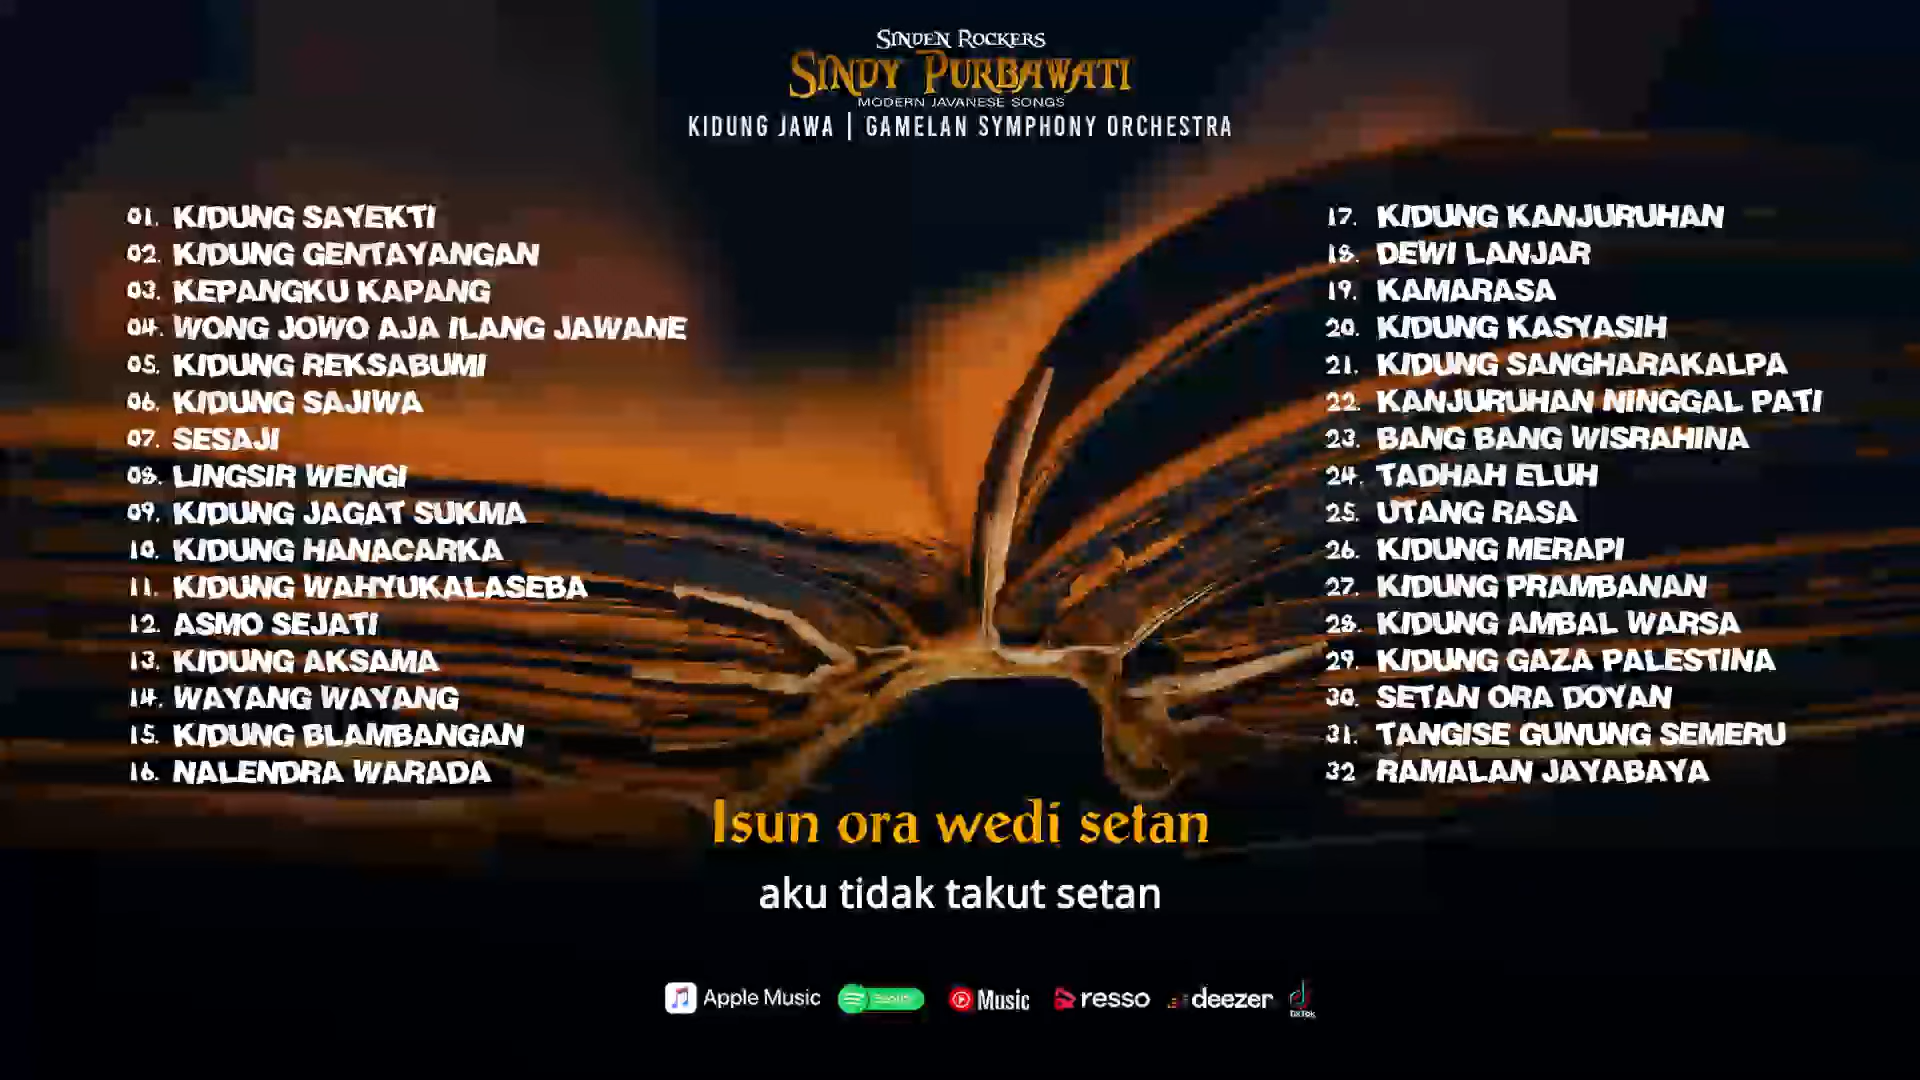 SINDEN ROCKERS
SINDY PURBAWATI
MODERN JAVANESE SONGS
KIDUNG JAWA | GAMELAN SYMPHONY ORCHESTRA
01. KIDUNG SAYEKTI
02. KIDUNG GENTAYANGAN
03. KEPANGKU KAPANG
04. WONG JOWO AJA ILANG JAWANE
05. KIDUNG REKSABUMI
06. KIDUNG SAJIWA
07. SESAJI
08. LINGSIR WENGI
09. KIDUNG JAGAT SUKMA
10. KIDUNG HANACARKA
11. KIDUNG WAHYUKALASEBA
12. ASMO SEJATI
13. KIDUNG AKSAMA
14. WAYANG WAYANG
15. KIDUNG BLAMBANGAN
16. NALENDRA WARADA
17. KIDUNG KANJURUHAN
18. DEWI LANJAR
19. KAMARASA
20. KIDUNG KASYASIH
21. KIDUNG SANGHARAKALPA
22. KANJURUHAN NINGGAL PATI
23. BANG BANG WISRAHINA
24. TADHAH ELUH
25. UTANG RASA
26. KIDUNG MERAPI
27. KIDUNG PRAMBANAN
28. KIDUNG AMBAL WARSA
29. KIDUNG GAZA PALESTINA
30. SETAN ORA DOYAN
31. TANGISE GUNUNG SEMERU
32 RAMALAN JAYABAYA
Isun ora wedi setan
aku tidak takut setan
Apple Music
Music
resso
deezer
TikTok